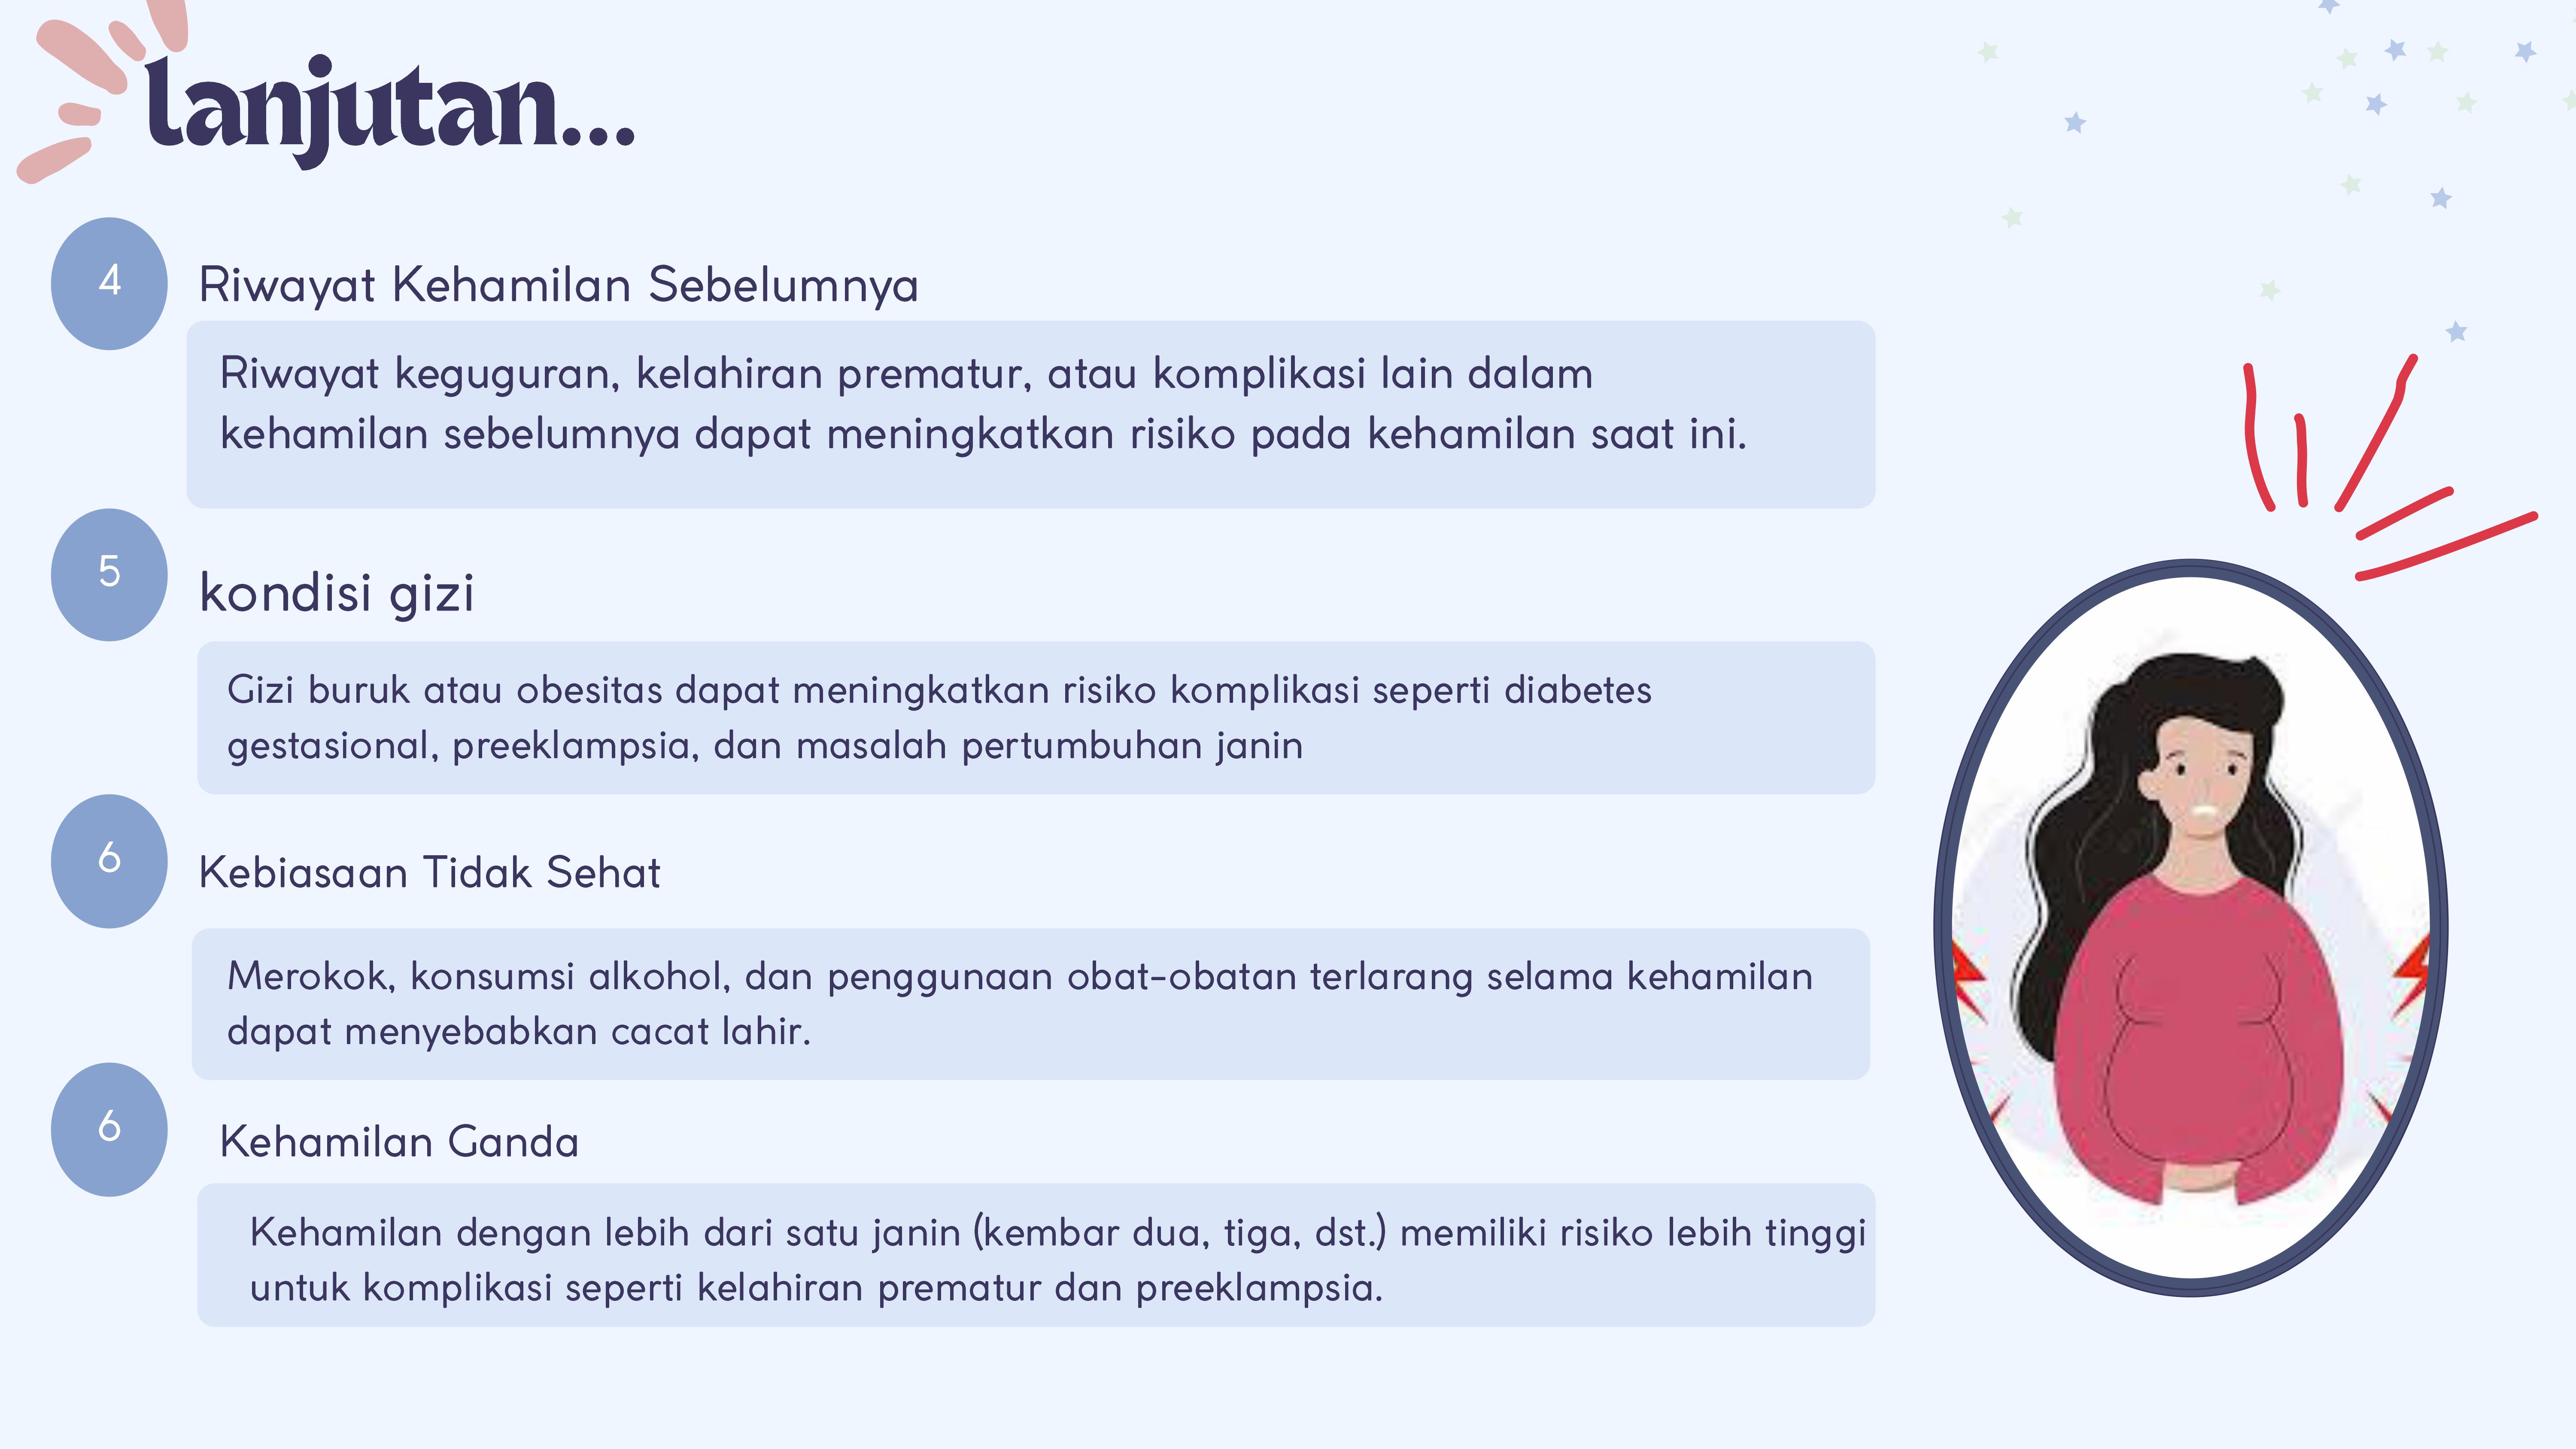 lanjutan...
4
Riwayat Kehamilan Sebelumnya
Riwayat keguguran, kelahiran prematur, atau komplikasi lain dalam
kehamilan sebelumnya dapat meningkatkan risiko pada kehamilan saat ini.
5
kondisi gizi
Gizi buruk atau obesitas dapat meningkatkan risiko komplikasi seperti diabetes
gestasional, preeklampsia, dan masalah pertumbuhan janin
6
Kebiasaan Tidak Sehat
Merokok, konsumsi alkohol, dan penggunaan obat-obatan terlarang selama kehamilan
dapat menyebabkan cacat lahir.
6
Kehamilan Ganda
Kehamilan dengan lebih dari satu janin (kembar dua, tiga, dst.) memiliki risiko lebih tinggi
untuk komplikasi seperti kelahiran prematur dan preeklampsia.